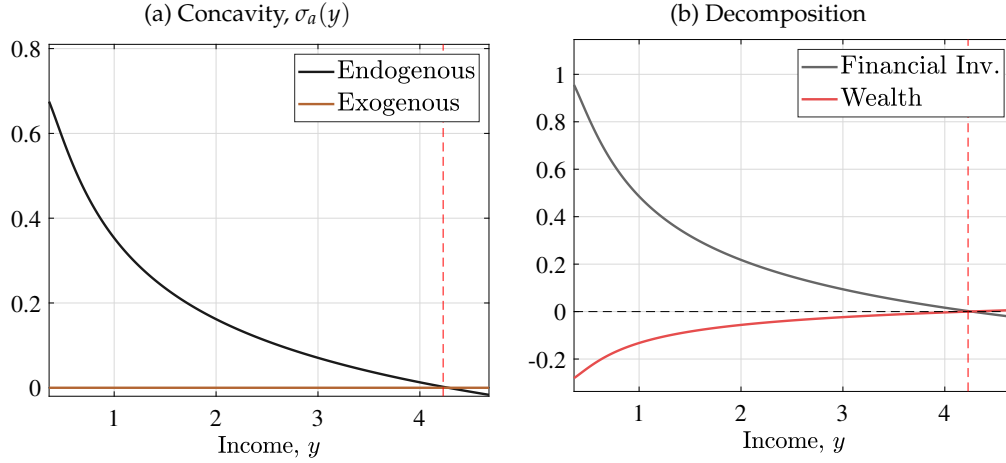 (a) Concavity, σₐ(y)
0.8
0.6
0.4
0.2
0
Endogenous
Exogenous
1
2
3
4
Income, y
(b) Decomposition
1
0.8
0.6
0.4
0.2
0
-0.2
Financial Inv.
Wealth
1
2
3
4
Income, y